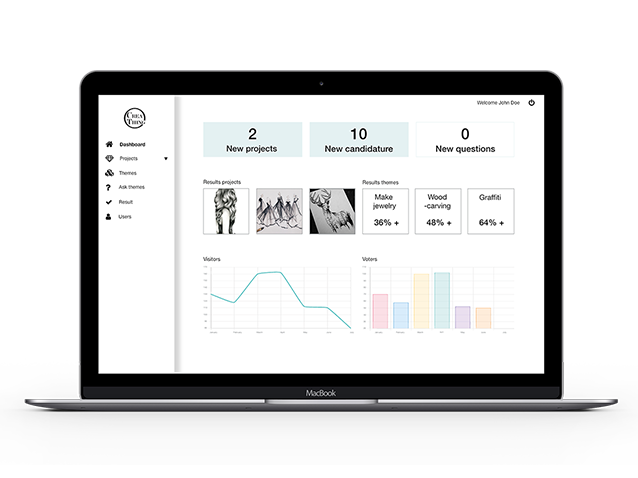 Welcome John Doe
CREA
THING
Dashboard
Projects
Themes
Ask themes
Result
Users
2
New projects
10
New candidature
0
New questions
Results projects
Results themes
Make
jewelry
36% +
Wood
-carving
48% +
Graffiti
64% +
Visitors
Voters
MacBook